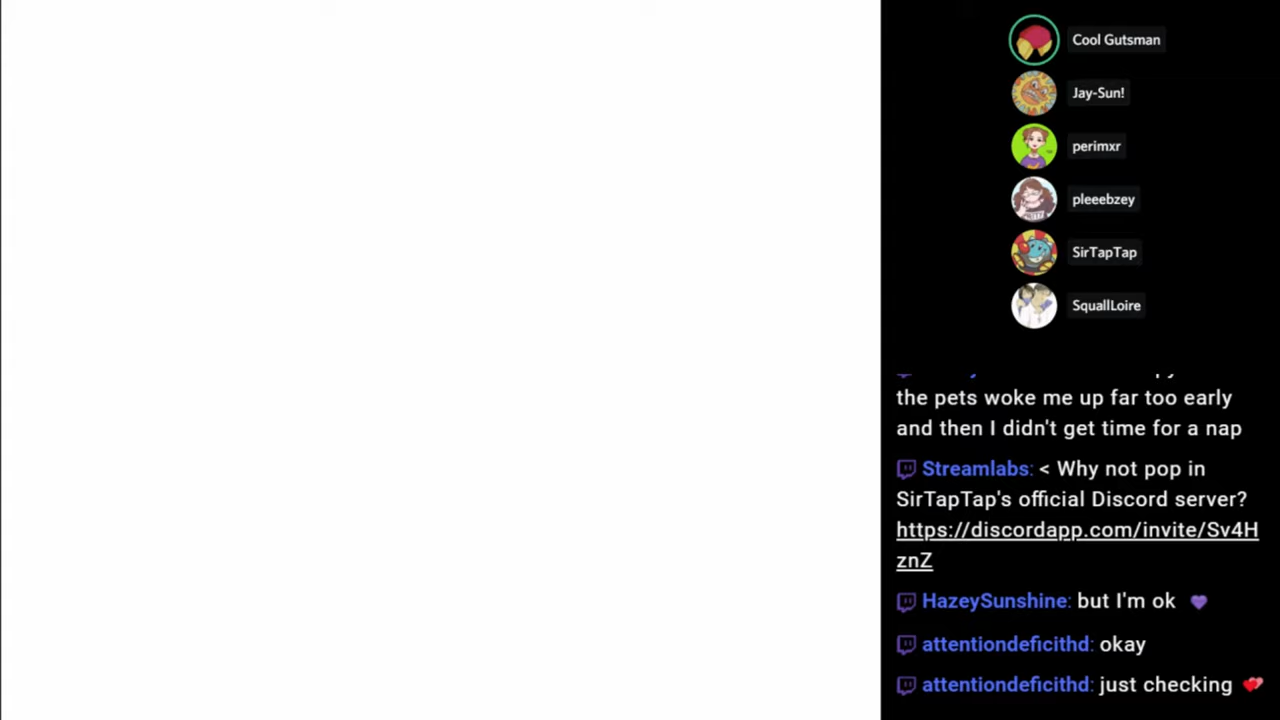 Cool Gutsman
Jay-Sun!
perimxr
pleeebzey
SirTapTap
SquallLoire
the pets woke me up far too early
and then I didn't get time for a nap
Streamlabs: < Why not pop in
SirTapTap's official Discord server?
https://discordapp.com/invite/Sv4H
znZ
HazeySunshine: but I'm ok
attentiondeficithd: okay
attentiondeficithd: just checking